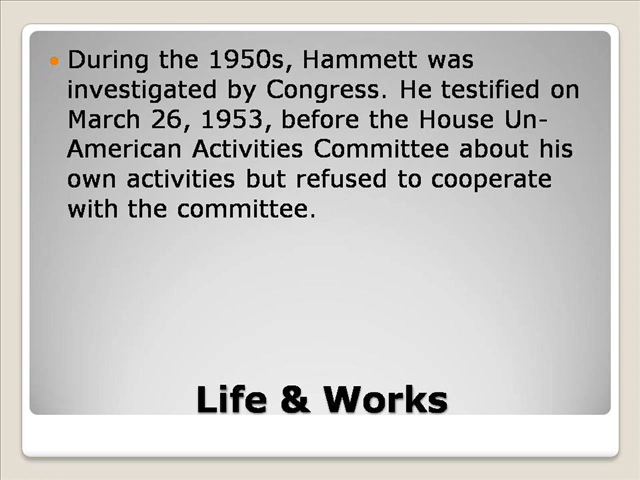 During the 1950s, Hammett was
investigated by Congress. He testified on
March 26, 1953, before the House Un-
American Activities Committee about his
own activities but refused to cooperate
with the committee.
Life & Works